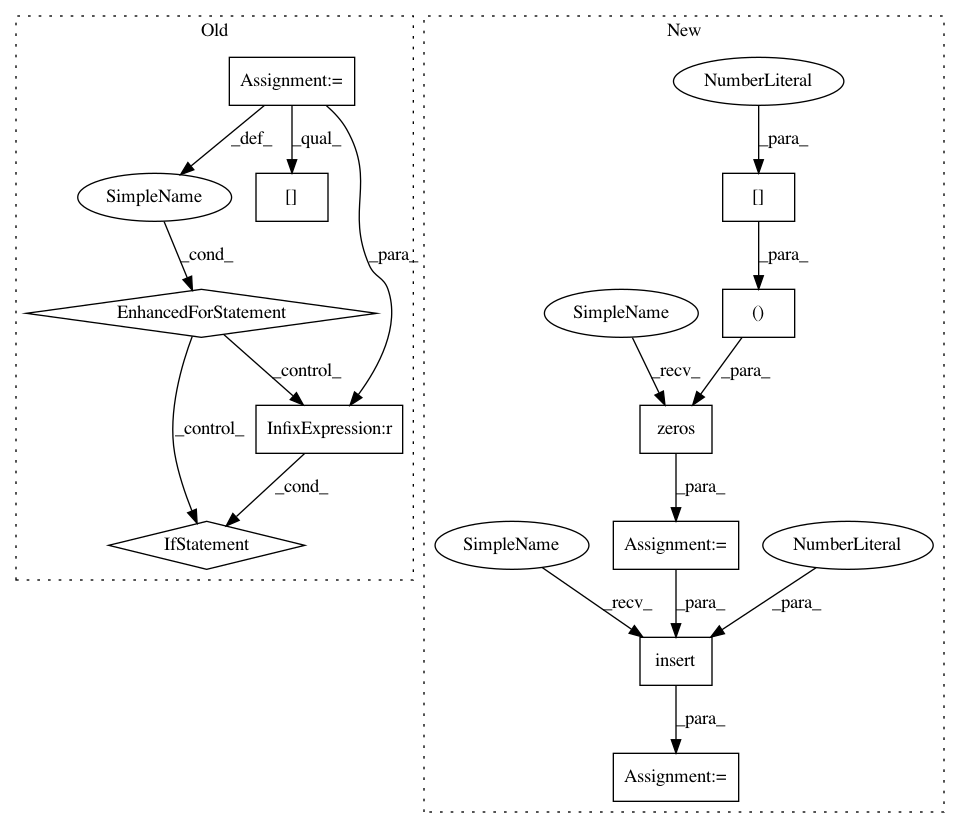 Old
New
Assignment:=
NumberLiteral
_def_
_qual_
_para_
SimpleName
[]
[]
_cond_
_para_
_para_
EnhancedForStatement
SimpleName
()
_control_
_recv_
_para_
_control_
InfixExpression:r
zeros
_cond_
_para_
IfStatement
SimpleName
Assignment:=
NumberLiteral
_recv_
_para_
_para_
insert
_para_
Assignment:=